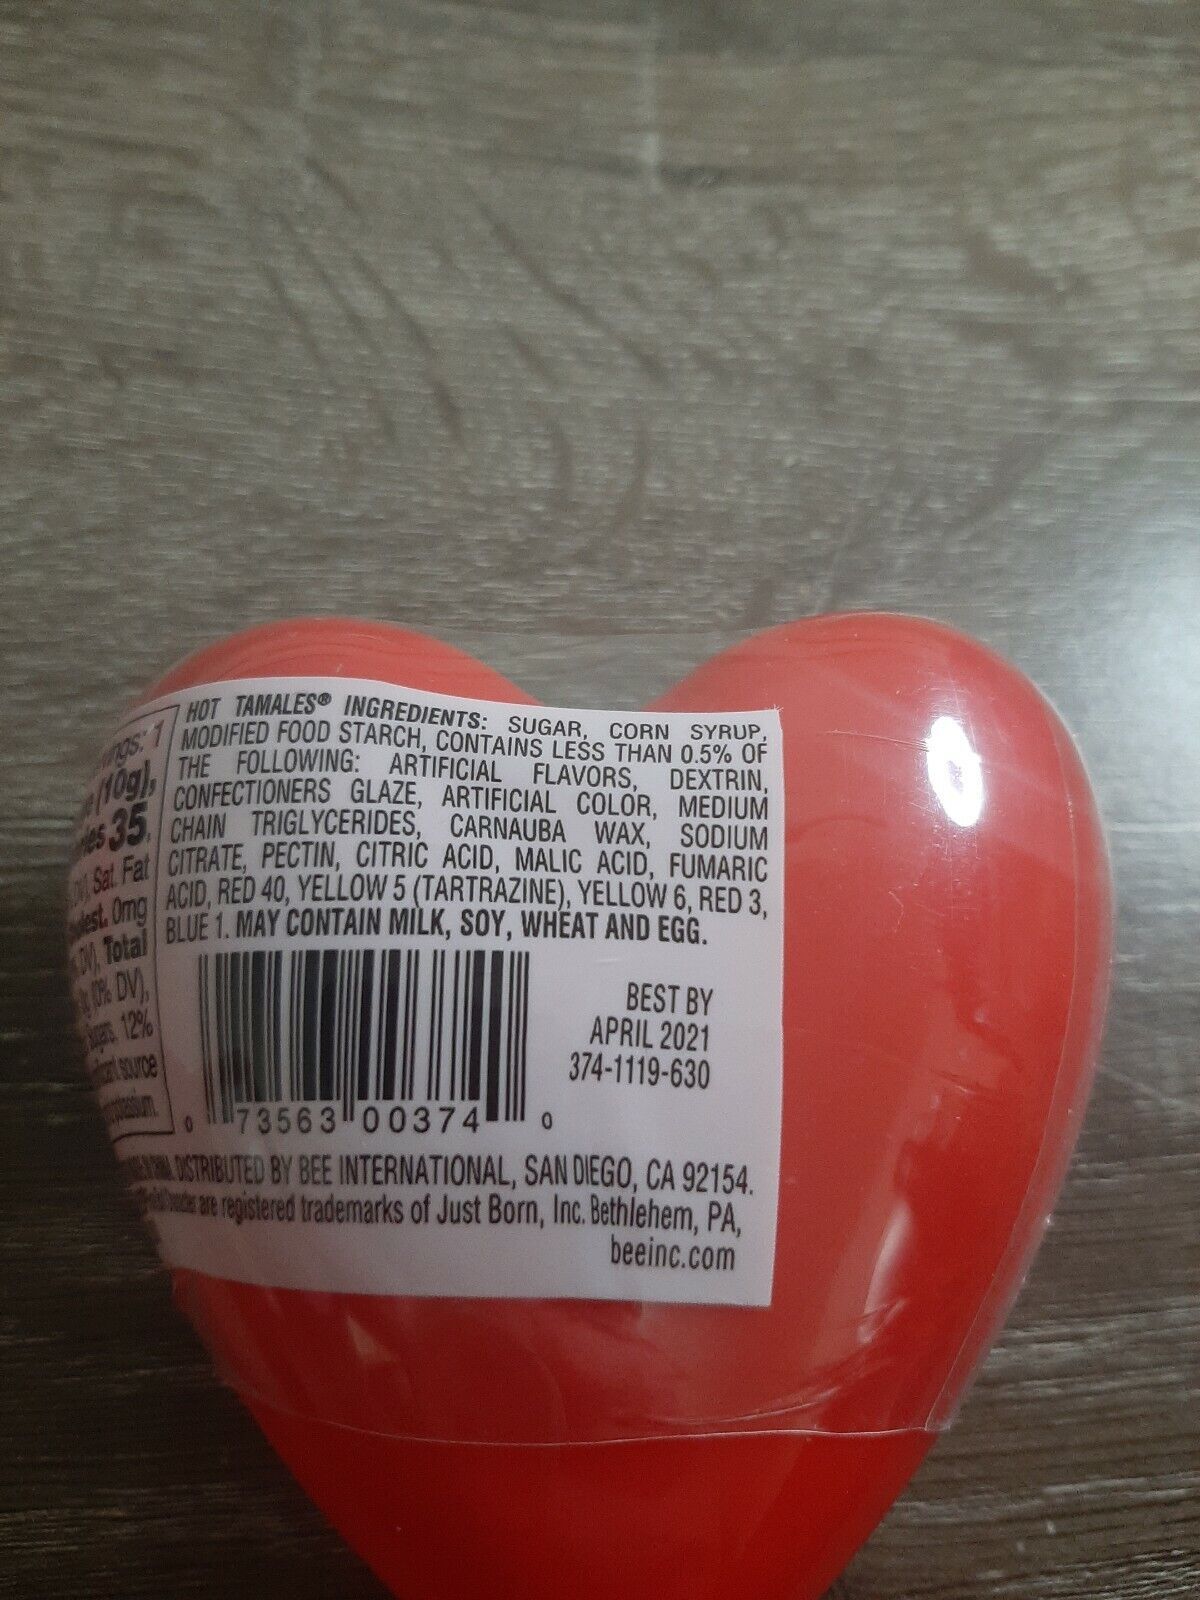 HOT TAMALES® INGREDIENTS: SUGAR, CORN SYRUP,
MODIFIED FOOD STARCH, CONTAINS LESS THAN 0.5% OF
THE FOLLOWING: ARTIFICIAL FLAVORS, DEXTRIN,
CONFECTIONERS GLAZE, ARTIFICIAL COLOR, MEDIUM
CHAIN TRIGLYCERIDES, CARNAUBA WAX, SODIUM
CITRATE, PECTIN, CITRIC ACID, MALIC ACID, FUMARIC
ACID, RED 40, YELLOW 5 (TARTRAZINE), YELLOW 6, RED 3,
BLUE 1. MAY CONTAIN MILK, SOY, WHEAT AND EGG.
1
(10g),
35,
Sat. Fat
0mg
DV), Total
(0% DV),
12%
source
potassium.
BEST BY
APRIL 2021
374-1119-630
0 73563 00374 0
DISTRIBUTED BY BEE INTERNATIONAL, SAN DIEGO, CA 92154.
are registered trademarks of Just Born, Inc. Bethlehem, PA,
beeinc.com